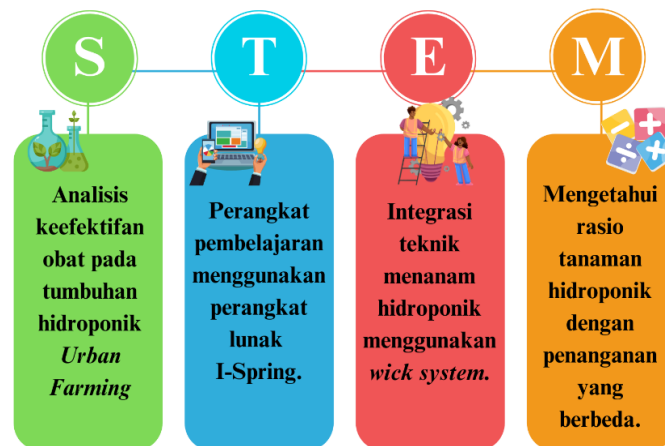 S
T
E
M
Analisis
keefektifan
obat pada
tumbuhan
hidroponik
Urban
Farming
Perangkat
pembelajaran
menggunakan
perangkat
lunak
I-Spring.
Integrasi
teknik
menanam
hidroponik
menggunakan
wick system.
Mengetahui
rasio
tanaman
hidroponik
dengan
penanganan
yang
berbeda.